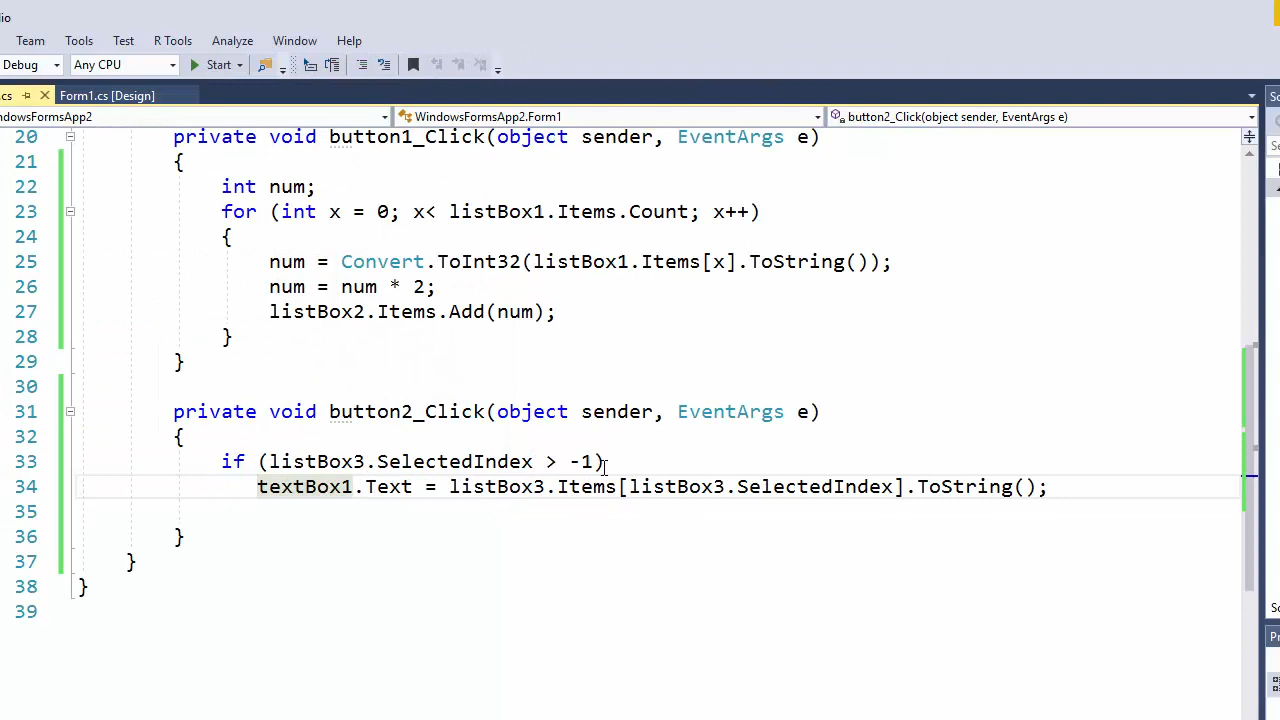 io
Team Tools Test R Tools Analyze Window Help
Debug Any CPU Start
.cs Form1.cs [Design] So
ndowsFormsApp2 WindowsFormsApp2.Form1 button2_Click(object sender, EventArgs e)
20 private void button1_Click(object sender, EventArgs e)
21 {
22 int num;
23 for (int x = 0; x< listBox1.Items.Count; x++)
24 {
25 num = Convert.ToInt32(listBox1.Items[x].ToString());
26 num = num * 2;
27 listBox2.Items.Add(num);
28 }
29 }
30
31 private void button2_Click(object sender, EventArgs e)
32 {
33 if (listBox3.SelectedIndex > -1)
34 textBox1.Text = listBox3.Items[listBox3.SelectedIndex].ToString();
35
36 }
37 }
38 }
39
So
Pr